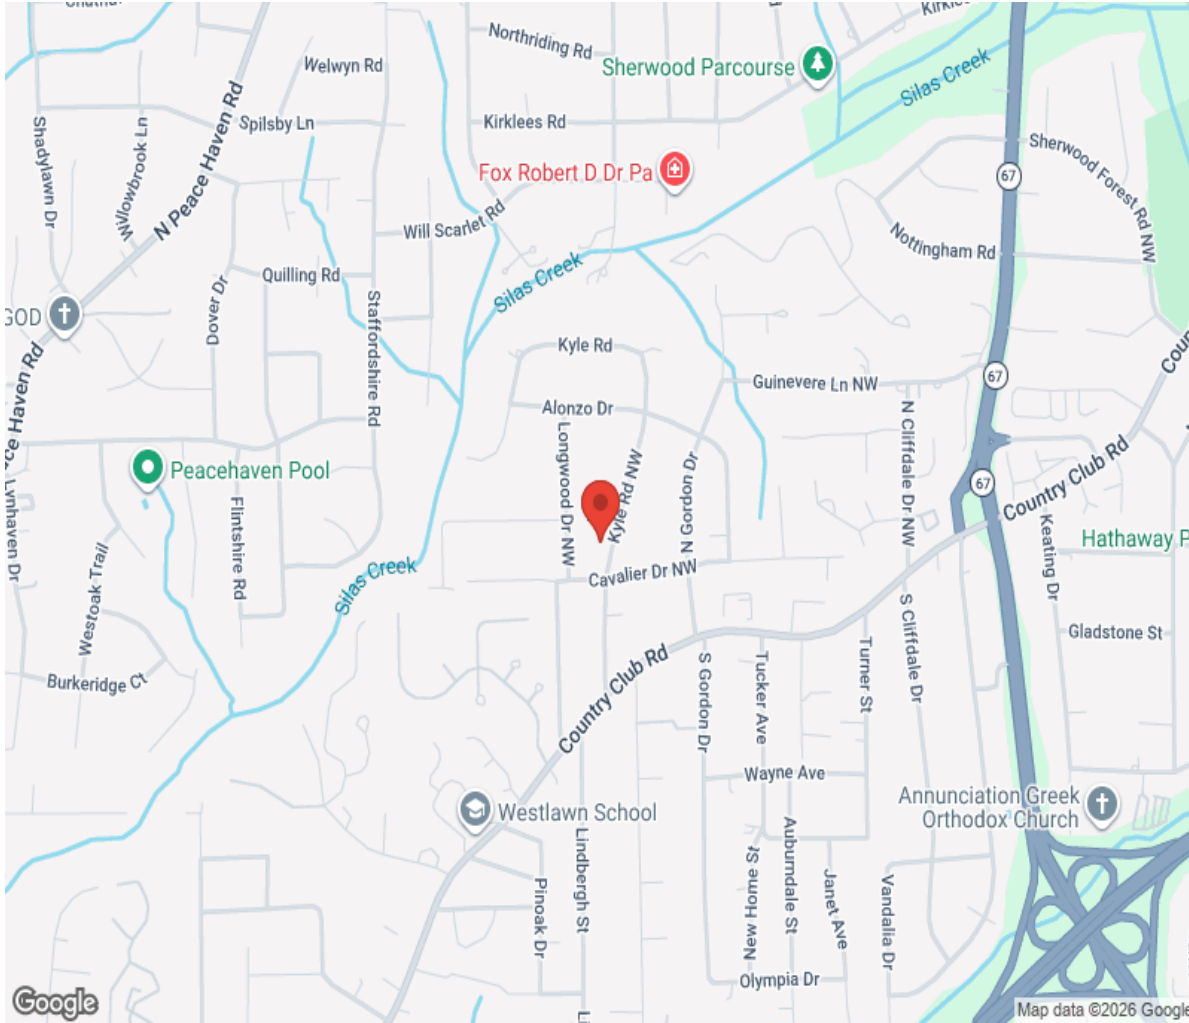 Northriding Rd
Kirklees
Welwyn Rd
Sherwood Parcourse
Silas Creek
Shadylawn Dr
Willowbrook Ln
N Peace Haven Rd
Spilsby Ln
Kirklees Rd
67
Sherwood Forest Rd NW
Fox Robert D Dr Pa
Will Scarlet Rd
Nottingham Rd
Quilling Rd
Silas Creek
GOD
Dover Dr
Staffordshire Rd
Kyle Rd
67
Guinevere Ln NW
Alonzo Dr
Peacehaven Pool
Longwood Dr NW
Kyle Rd NW
N Gordon Dr
N Cliffdale Dr NW
67
Country Club Rd
Lynhaven Dr
Flintshire Rd
Keating Dr
Hathaway P
Westoak Trail
Silas Creek
Cavalier Dr NW
Burkeridge Ct
Country Club Rd
S Gordon Dr
Tucker Ave
Turner St
S Cliffdale Dr
Gladstone St
Wayne Ave
Annunciation Greek
Orthodox Church
Westlawn School
Lindbergh St
Pinoak Dr
New Home St
Auburndale St
Janet Ave
Vandalia Dr
Olympia Dr
Google
Map data ©2026 Google